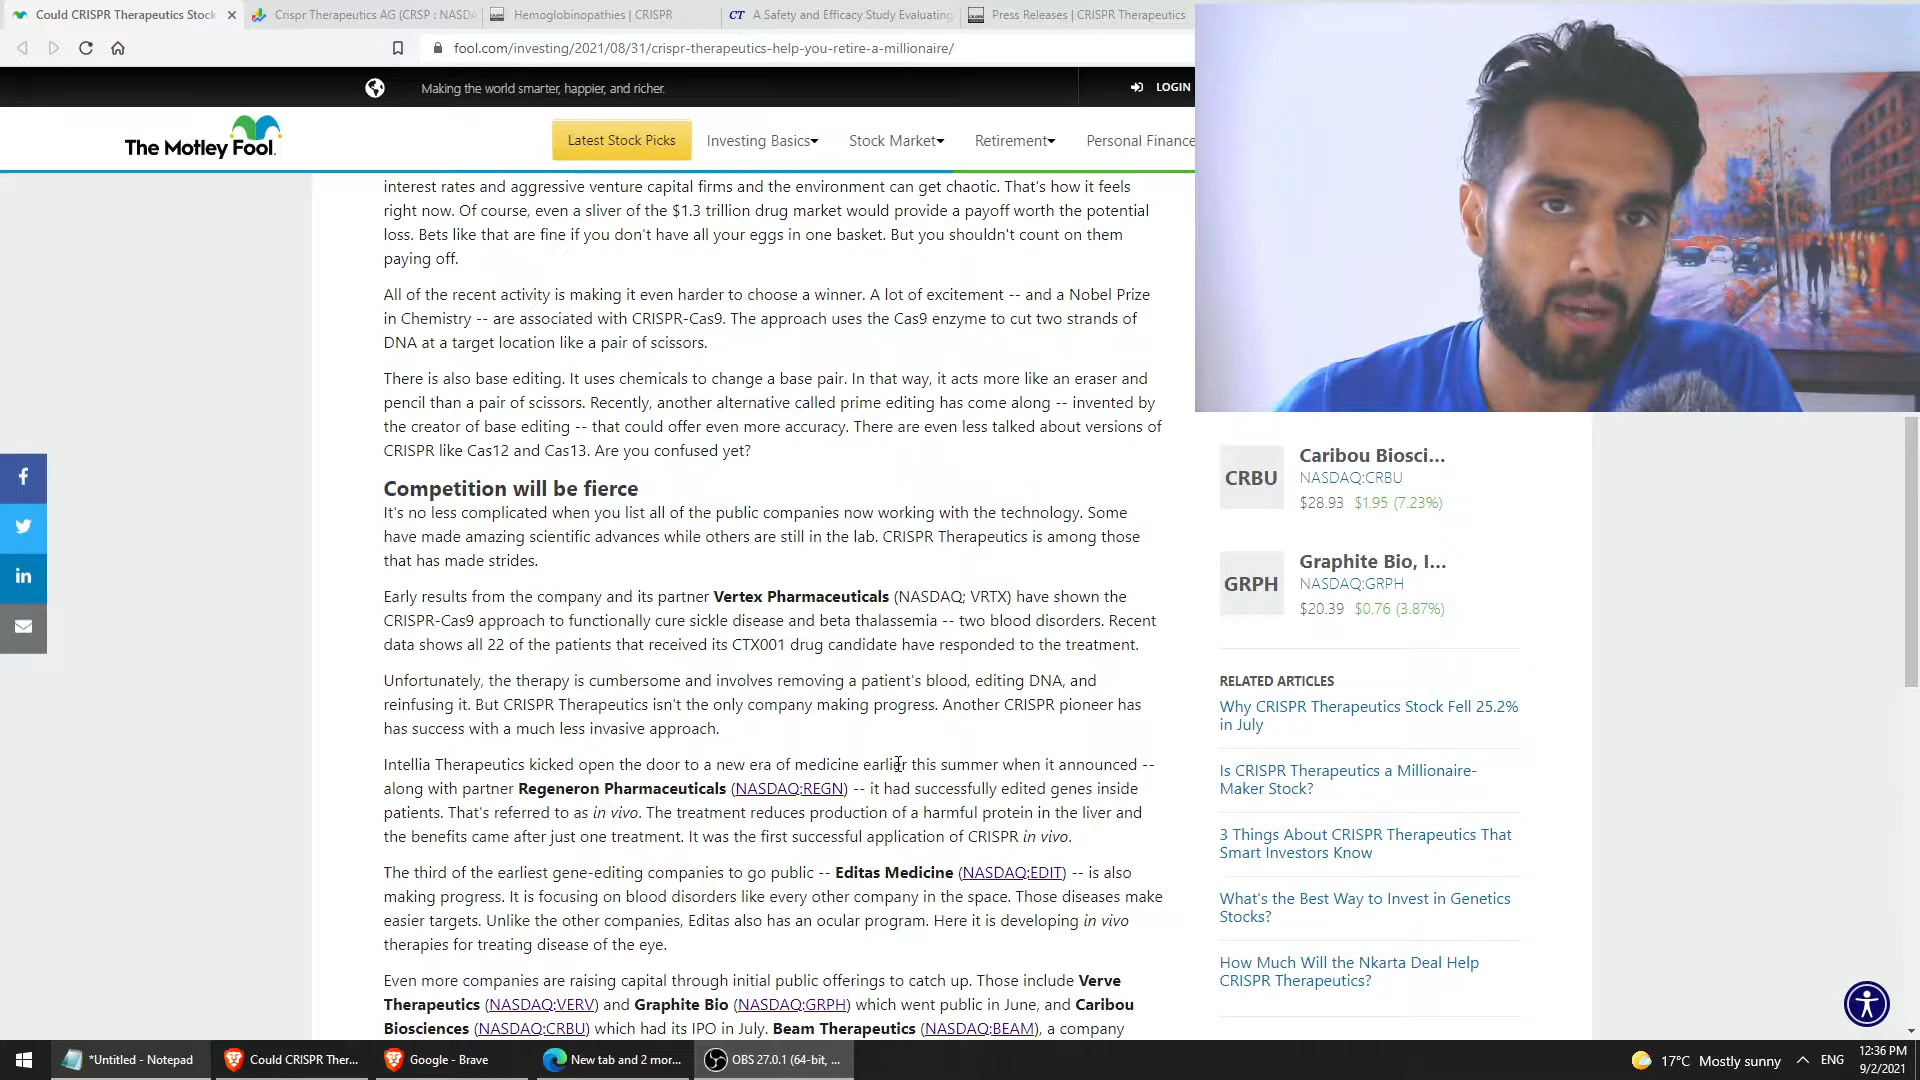 Could CRISPR Therapeutics Stock
Crispr Therapeutics AG (CRSP : NASDA
Hemoglobinopathies | CRISPR
CT A Safety and Efficacy Study Evaluating
Press Releases | CRISPR Therapeutics
fool.com/investing/2021/08/31/crispr-therapeutics-help-you-retire-a-millionaire/
Making the world smarter, happier, and richer.
LOGIN
The Motley Fool.
Latest Stock Picks
Investing Basics
Stock Market
Retirement
Personal Finance
interest rates and aggressive venture capital firms and the environment can get chaotic. That's how it feels
right now. Of course, even a sliver of the $1.3 trillion drug market would provide a payoff worth the potential
loss. Bets like that are fine if you don't have all your eggs in one basket. But you shouldn't count on them
paying off.
All of the recent activity is making it even harder to choose a winner. A lot of excitement -- and a Nobel Prize
in Chemistry -- are associated with CRISPR-Cas9. The approach uses the Cas9 enzyme to cut two strands of
DNA at a target location like a pair of scissors.
There is also base editing. It uses chemicals to change a base pair. In that way, it acts more like an eraser and
pencil than a pair of scissors. Recently, another alternative called prime editing has come along -- invented by
the creator of base editing -- that could offer even more accuracy. There are even less talked about versions of
CRISPR like Cas12 and Cas13. Are you confused yet?
Competition will be fierce
It's no less complicated when you list all of the public companies now working with the technology. Some
have made amazing scientific advances while others are still in the lab. CRISPR Therapeutics is among those
that has made strides.
Early results from the company and its partner Vertex Pharmaceuticals (NASDAQ; VRTX) have shown the
CRISPR-Cas9 approach to functionally cure sickle disease and beta thalassemia -- two blood disorders. Recent
data shows all 22 of the patients that received its CTX001 drug candidate have responded to the treatment.
Unfortunately, the therapy is cumbersome and involves removing a patient's blood, editing DNA, and
reinfusing it. But CRISPR Therapeutics isn't the only company making progress. Another CRISPR pioneer has
has success with a much less invasive approach.
Intellia Therapeutics kicked open the door to a new era of medicine earlier this summer when it announced --
along with partner Regeneron Pharmaceuticals (NASDAQ:REGN) -- it had successfully edited genes inside
patients. That's referred to as in vivo. The treatment reduces production of a harmful protein in the liver and
the benefits came after just one treatment. It was the first successful application of CRISPR in vivo.
The third of the earliest gene-editing companies to go public -- Editas Medicine (NASDAQ:EDIT) -- is also
making progress. It is focusing on blood disorders like every other company in the space. Those diseases make
easier targets. Unlike the other companies, Editas also has an ocular program. Here it is developing in vivo
therapies for treating disease of the eye.
Even more companies are raising capital through initial public offerings to catch up. Those include Verve
Therapeutics (NASDAQ:VERV) and Graphite Bio (NASDAQ:GRPH) which went public in June, and Caribou
Biosciences (NASDAQ:CRBU) which had its IPO in July. Beam Therapeutics (NASDAQ:BEAM), a company
CRBU
Caribou Biosci...
NASDAQ:CRBU
$28.93 $1.95 (7.23%)
GRPH
Graphite Bio, I...
NASDAQ:GRPH
$20.39 $0.76 (3.87%)
RELATED ARTICLES
Why CRISPR Therapeutics Stock Fell 25.2%
in July
Is CRISPR Therapeutics a Millionaire-
Maker Stock?
3 Things About CRISPR Therapeutics That
Smart Investors Know
What's the Best Way to Invest in Genetics
Stocks?
How Much Will the Nkarta Deal Help
CRISPR Therapeutics?
*Untitled - Notepad
Could CRISPR Ther...
Google - Brave
New tab and 2 mor...
OBS 27.0.1 (64-bit, ...
17°C Mostly sunny
ENG
12:36 PM
9/2/2021